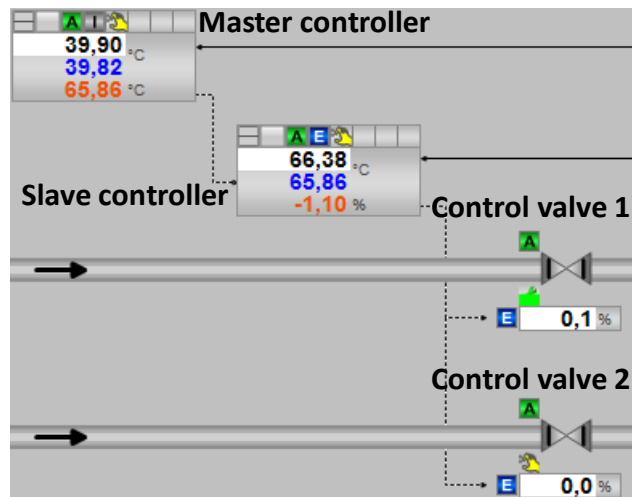 A I
Master controller
39,90 °C
39,82
65,86 °C
A E
66,38 °C
65,86
-1,10 %
Slave controller
Control valve 1
A
E 0,1 %
Control valve 2
A
E 0,0 %